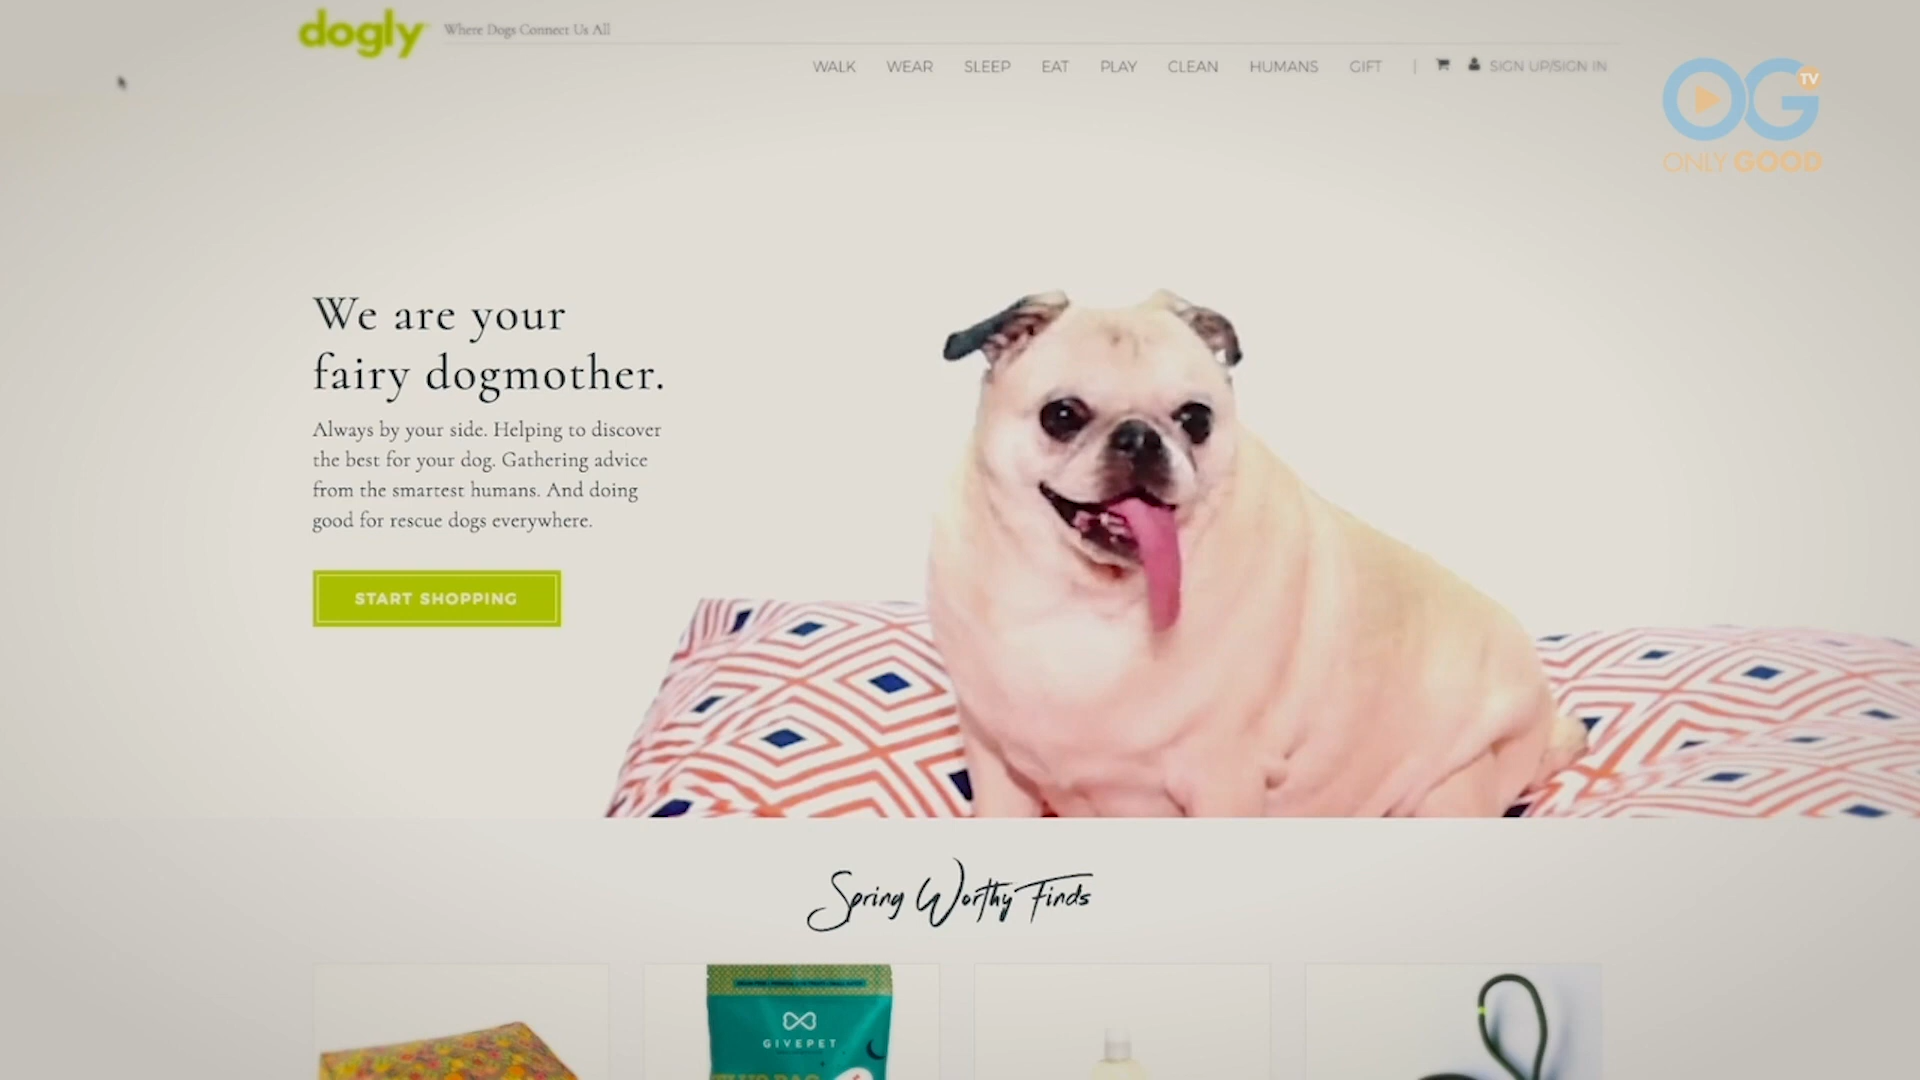 dogly
Where Dogs Connect Us All
WALK WEAR SLEEP EAT PLAY CLEAN HUMANS GIFT | SIGN UP/SIGN IN
OG TV
ONLY GOOD
We are your
fairy dogmother.
Always by your side. Helping to discover
the best for your dog. Gathering advice
from the smartest humans. And doing
good for rescue dogs everywhere.
START SHOPPING
Spring Worthy Finds
GIVEPET